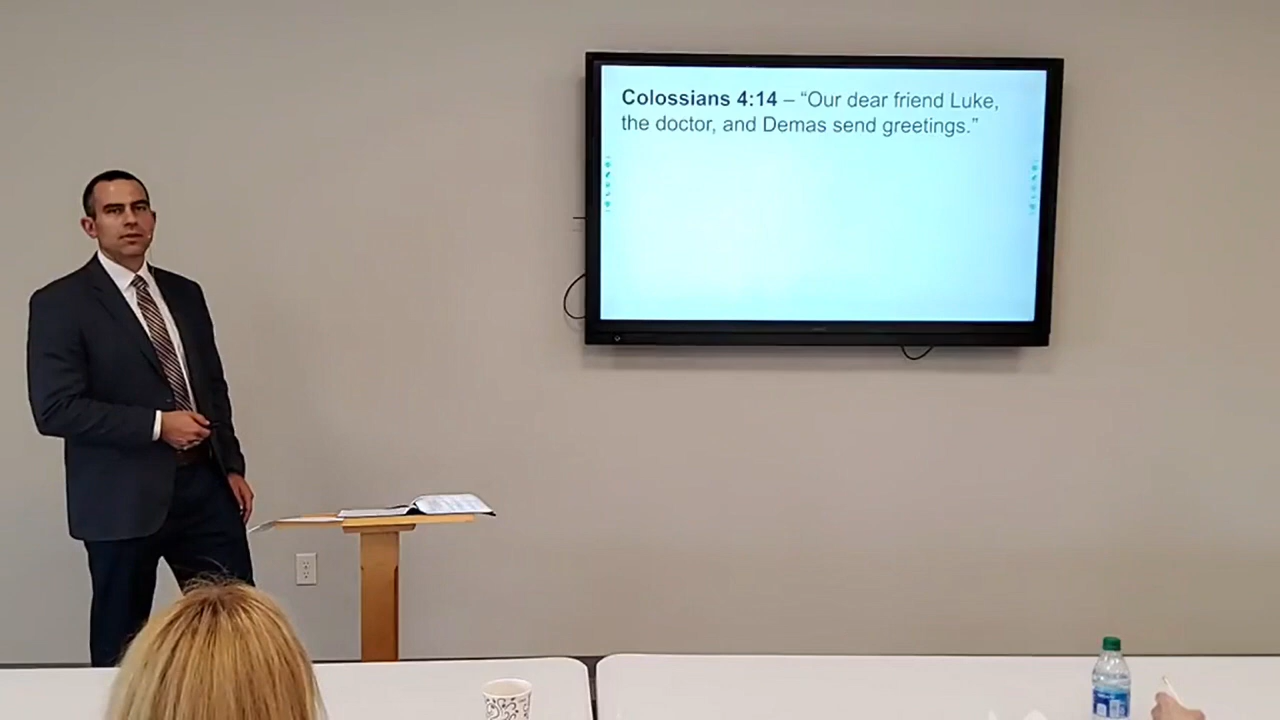 Colossians 4:14 – “Our dear friend Luke,
the doctor, and Demas send greetings.”